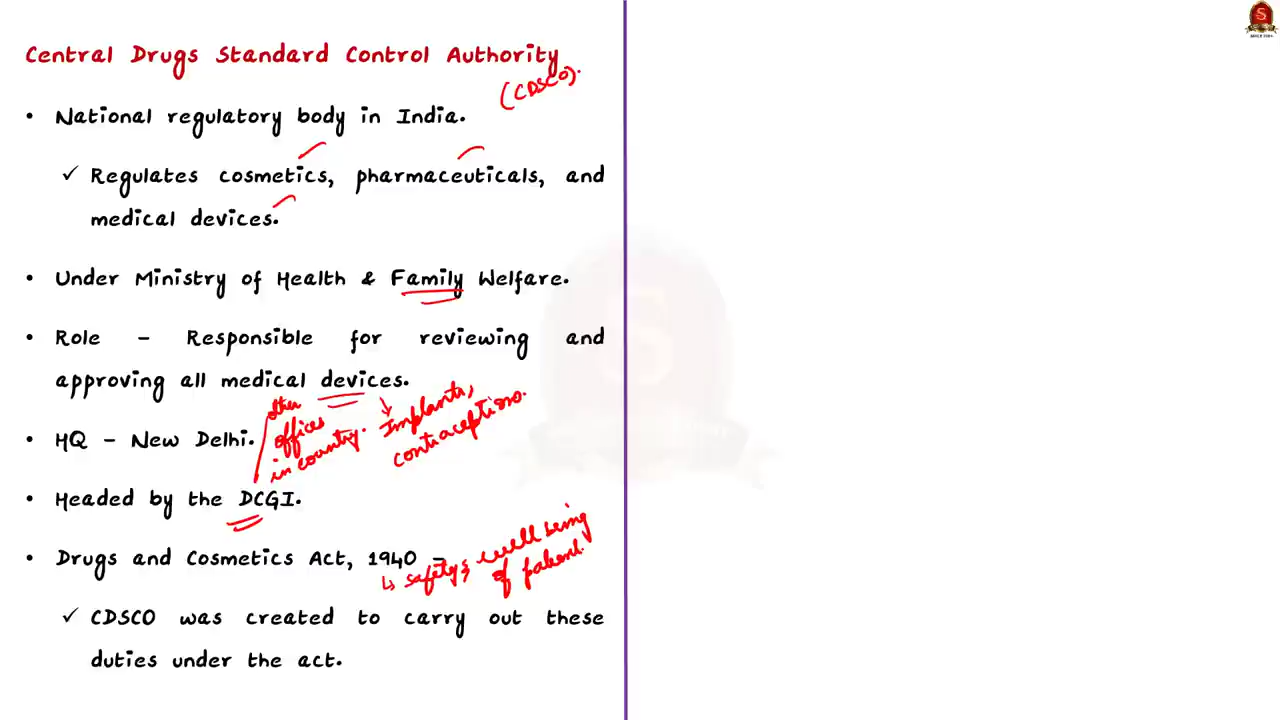 Central Drugs Standard Control Authority
(CDSCO).
• National regulatory body in India.
✓ Regulates cosmetics, pharmaceuticals, and
medical devices.
• Under Ministry of Health & Family Welfare.
• Role – Responsible for reviewing and
approving all medical devices.
other
offices
in country.
Implants,
contraception.
• HQ – New Delhi.
• Headed by the DCGI.
• Drugs and Cosmetics Act, 1940 –
↳ safety & well being
of patient.
✓ CDSCO was created to carry out these
duties under the act.
S